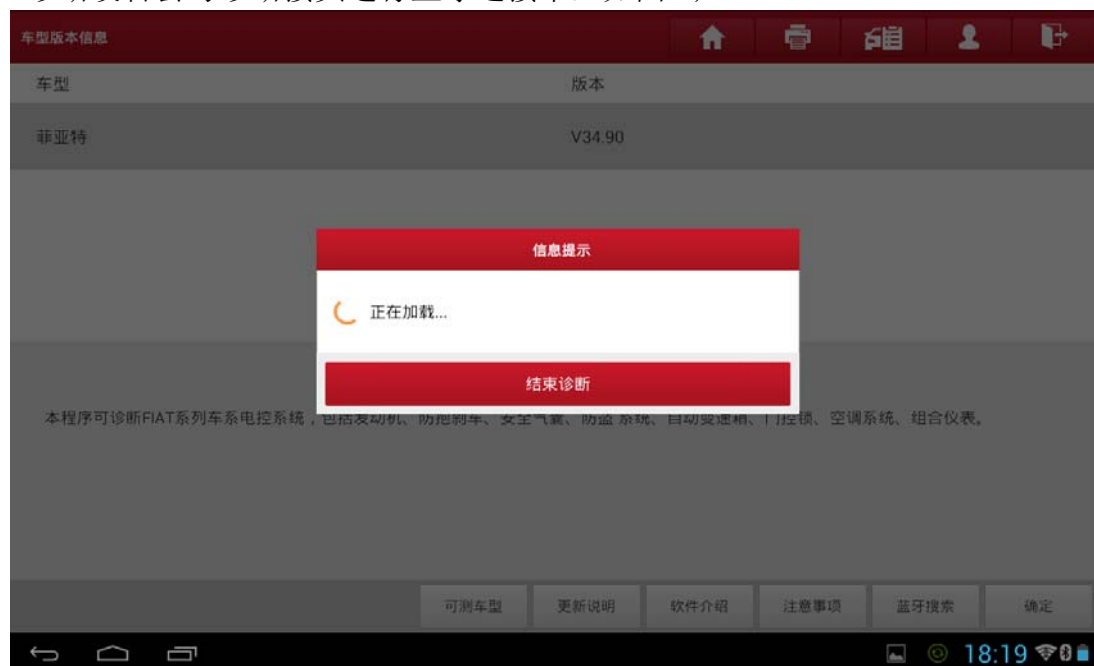 车型版本信息
车型 版本
菲亚特 V34.90
信息提示
正在加载...
结束诊断
本程序可诊断FIAT系列车系电控系统，包括发动机、防抱刹车、安全气囊、防盗 系统、自动变速箱、门控锁、空调系统、组合仪表。
可测车型 更新说明 软件介绍 注意事项 蓝牙搜索 确定
18:19